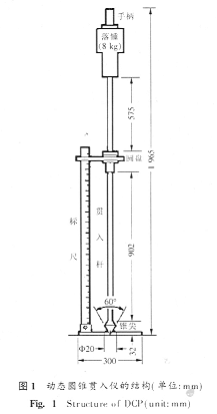 手柄
落锤
(8 kg)
575
1 965
圆盘
标尺
贯入杆
902
60°
锥尖
Φ20
32
300
图1 动态圆锥贯入仪的结构(单位:mm)
Fig. 1 Structure of DCP(unit:mm)